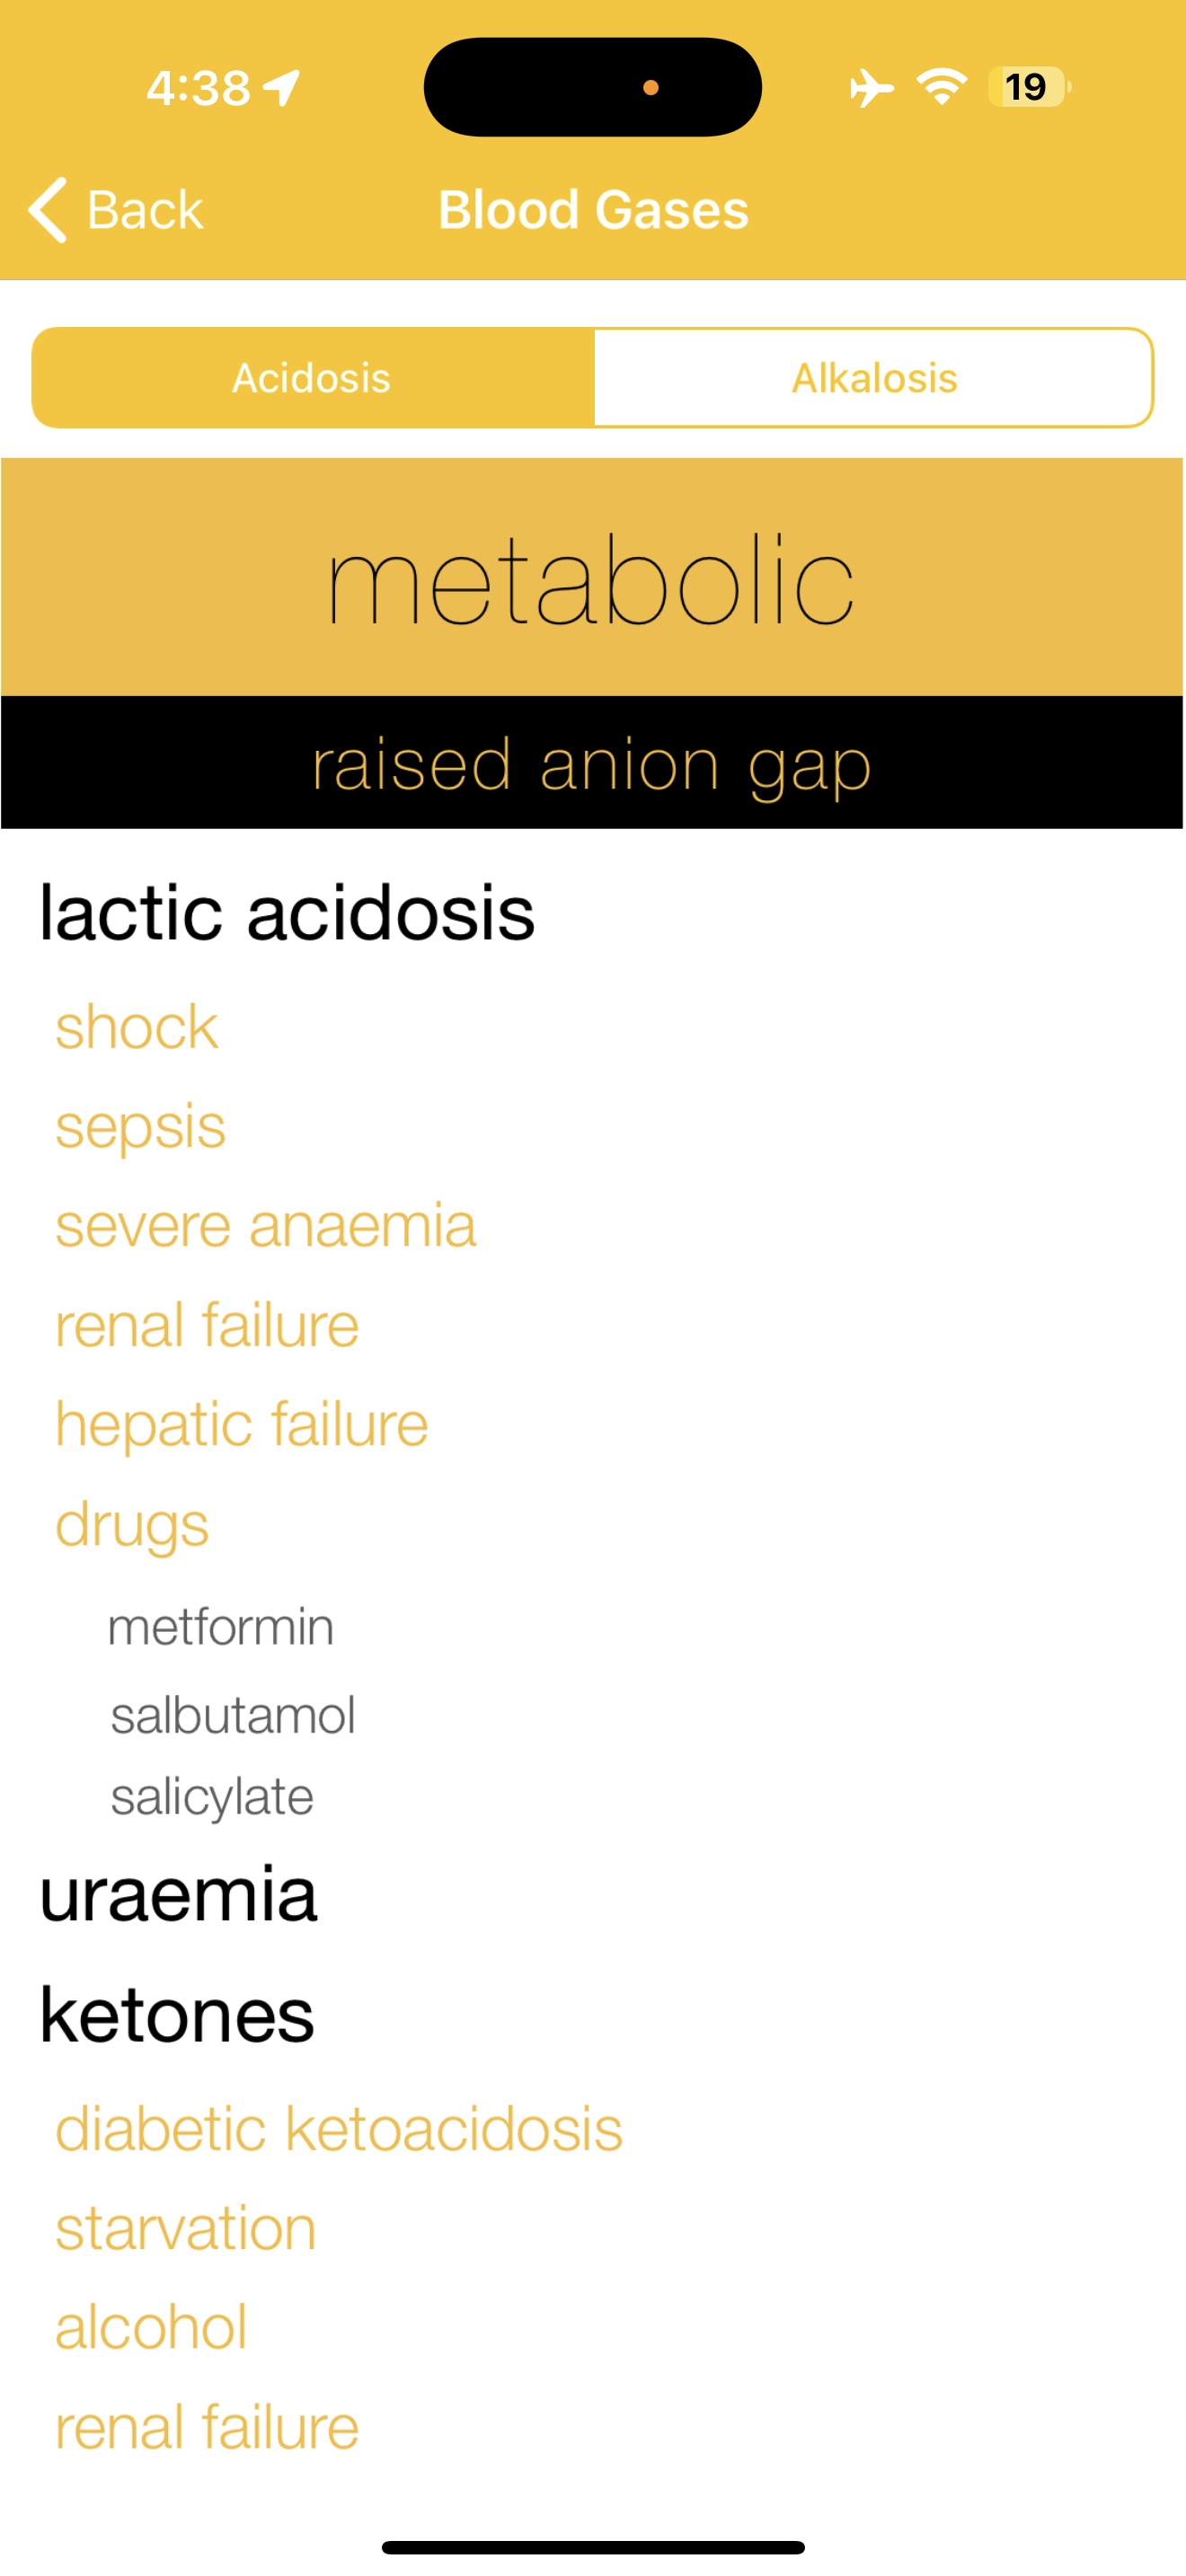 4:38
19
Back
Blood Gases
Acidosis
Alkalosis
metabolic
raised anion gap
lactic acidosis
shock
sepsis
severe anaemia
renal failure
hepatic failure
drugs
metformin
salbutamol
salicylate
uraemia
ketones
diabetic ketoacidosis
starvation
alcohol
renal failure